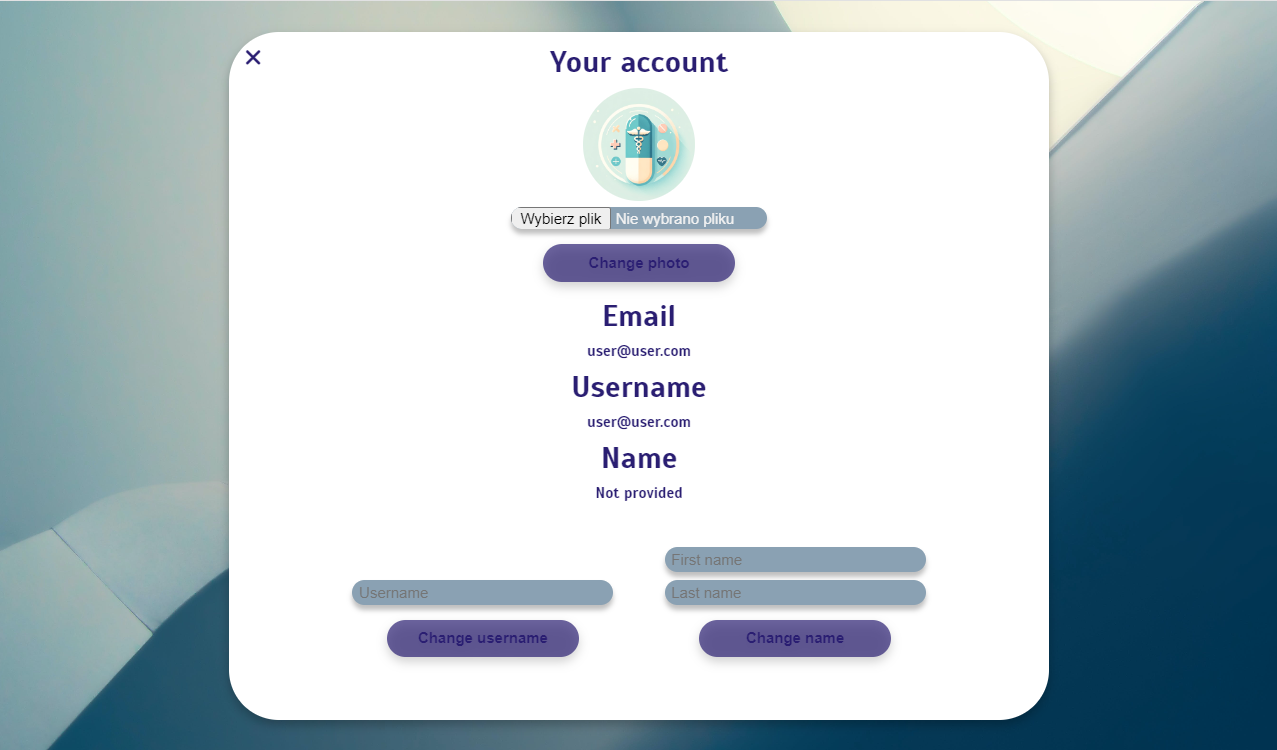 Your account
Wybierz plik Nie wybrano pliku
Change photo
Email
user@user.com
Username
user@user.com
Name
Not provided
First name
Username
Last name
Change username
Change name